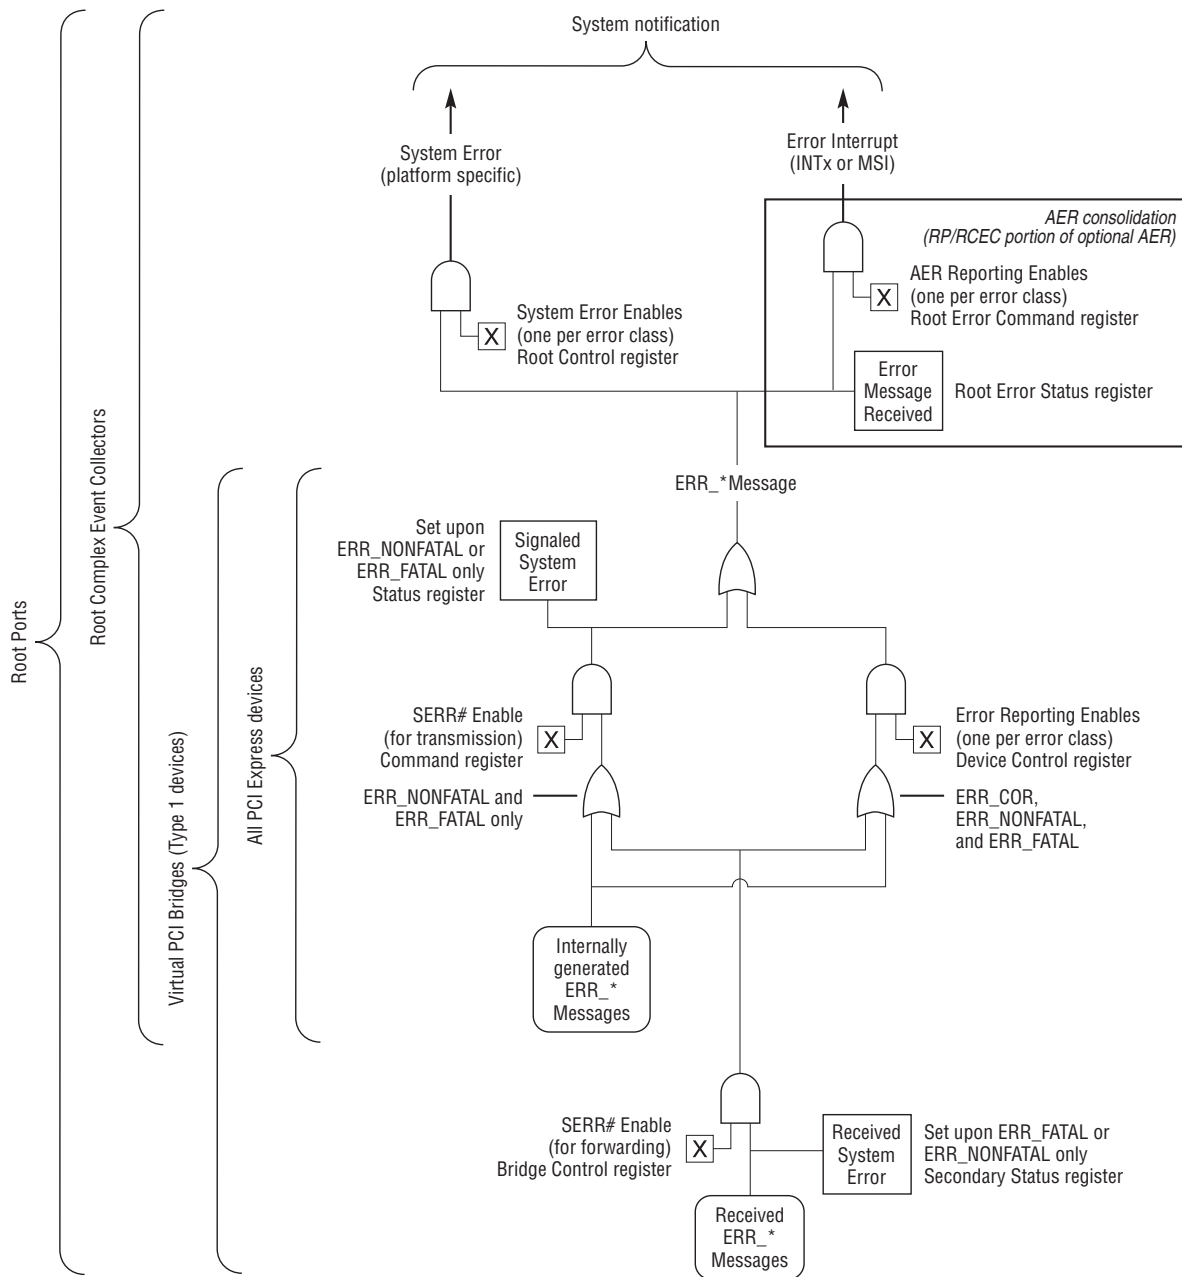 System notification
System Error
(platform specific)
Error Interrupt
(INTx or MSI)
AER consolidation
(RP/RCEC portion of optional AER)
X
AER Reporting Enables
(one per error class)
Root Error Command register
X
System Error Enables
(one per error class)
Root Control register
Error
Message
Received
Root Error Status register
ERR_*Message
Set upon
ERR_NONFATAL or
ERR_FATAL only
Status register
Signaled
System
Error
SERR# Enable
(for transmission)
Command register
X
X
Error Reporting Enables
(one per error class)
Device Control register
ERR_NONFATAL and
ERR_FATAL only
ERR_COR,
ERR_NONFATAL,
and ERR_FATAL
Internally
generated
ERR_*
Messages
SERR# Enable
(for forwarding)
Bridge Control register
X
Received
System
Error
Set upon ERR_FATAL or
ERR_NONFATAL only
Secondary Status register
Received
ERR_*
Messages
Root Ports
Root Complex Event Collectors
Virtual PCI Bridges (Type 1 devices)
All PCI Express devices